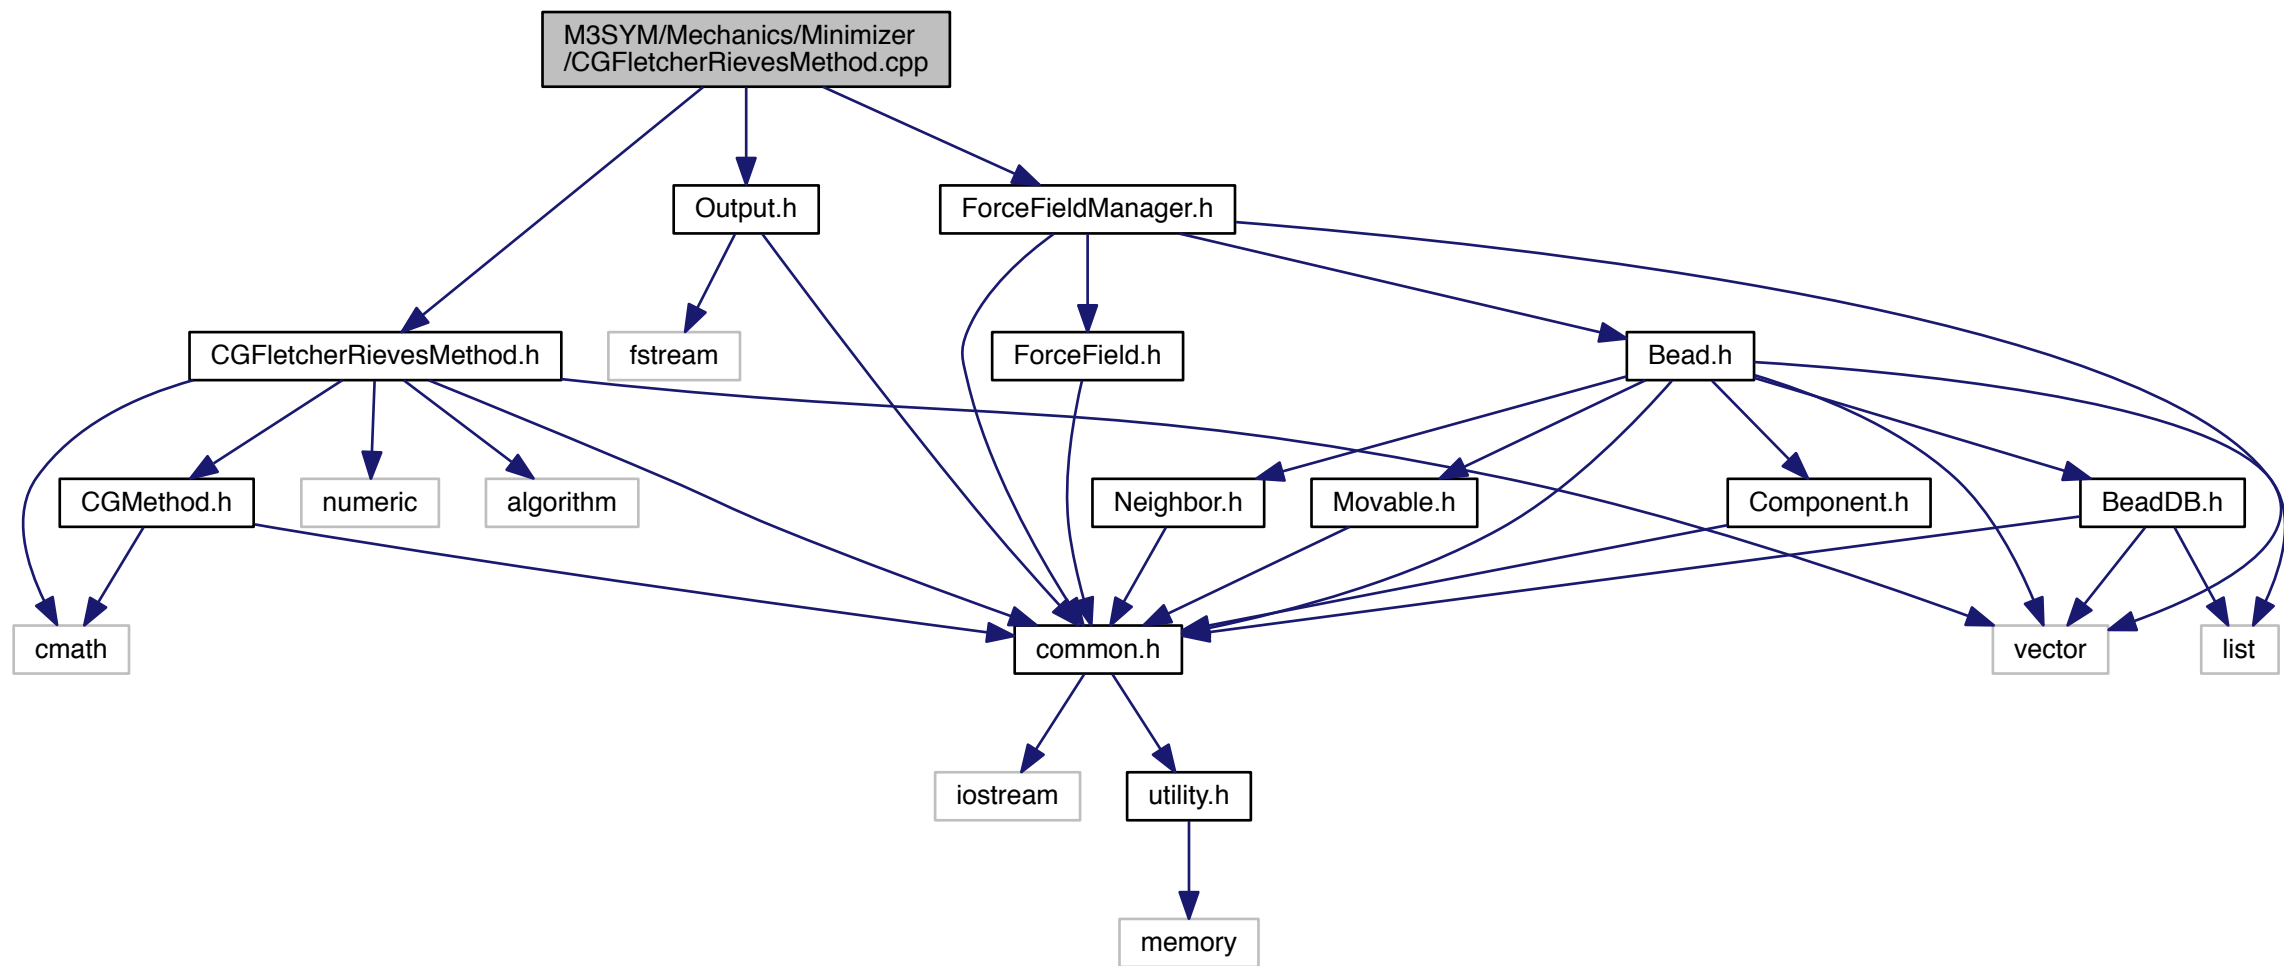 M3SYM/Mechanics/Minimizer
/CGFletcherRievesMethod.cpp
Output.h
ForceFieldManager.h
CGFletcherRievesMethod.h
fstream
ForceField.h
Bead.h
CGMethod.h
numeric
algorithm
Neighbor.h
Movable.h
Component.h
BeadDB.h
cmath
common.h
vector
list
iostream
utility.h
memory